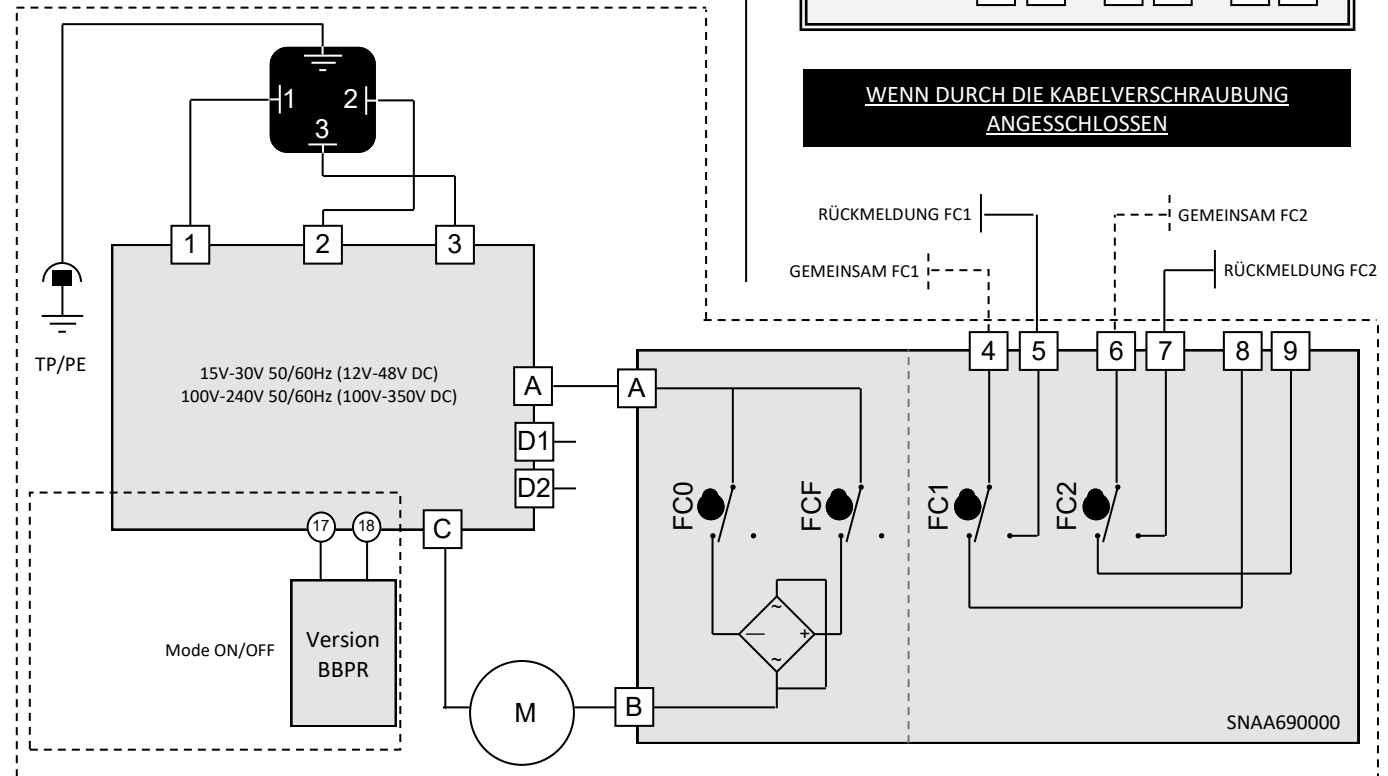 WENN DURCH DIE KABELVERSCHRAUBUNG
ANGESSCHLOSSEN
1
2
3
RÜCKMELDUNG FC1
GEMEINSAM FC2
GEMEINSAM FC1
RÜCKMELDUNG FC2
1
2
3
TP/PE
15V-30V 50/60Hz (12V-48V DC)
100V-240V 50/60Hz (100V-350V DC)
A
D1
D2
C
17
18
Mode ON/OFF
Version
BBPR
M
A
B
4
5
6
7
8
9
FC0
FCF
FC1
FC2
~
—
+
~
SNAA690000